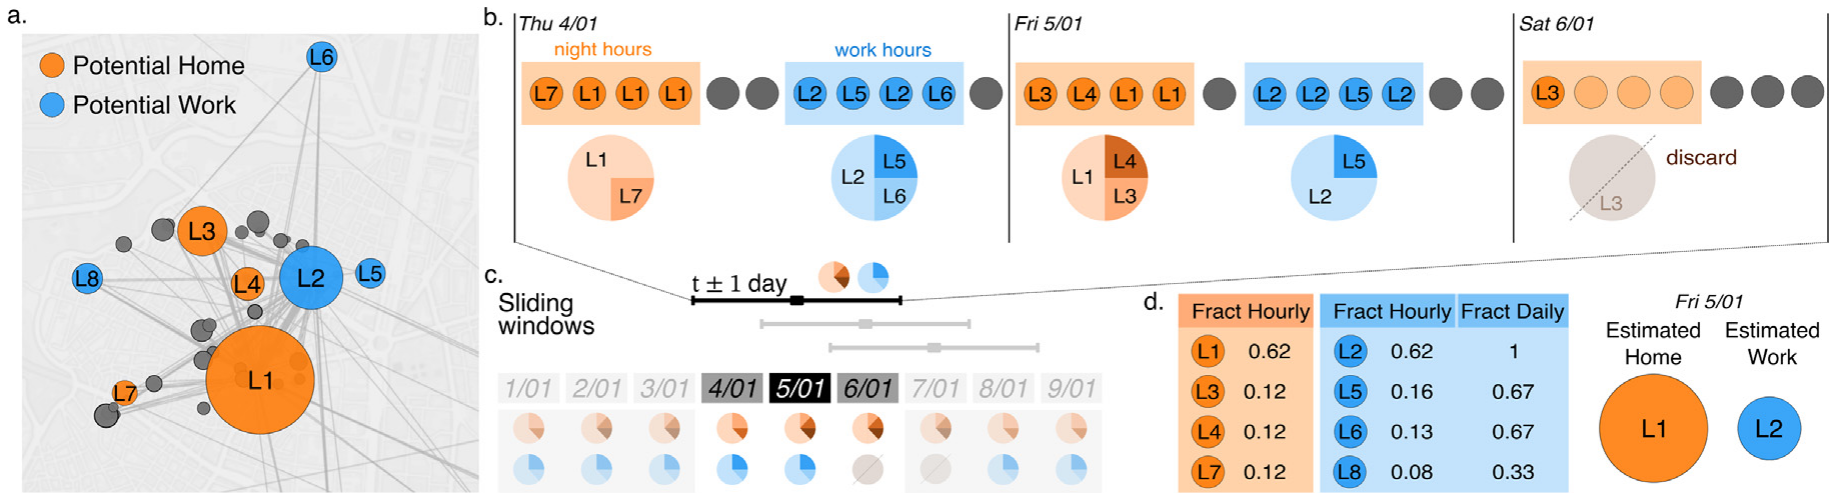 a.
Potential Home
Potential Work
L6
L3
L8
L4
L2
L5
L7
L1
b.
Thu 4/01
Fri 5/01
Sat 6/01
night hours
work hours
L7 L1 L1 L1
L2 L5 L2 L6
L3 L4 L1 L1
L2 L2 L5 L2
L3
L1
L7
L2
L5
L6
L1
L4
L3
L5
L2
L3
discard
c.
t ± 1 day
Sliding
windows
1/01 2/01 3/01 4/01 5/01 6/01 7/01 8/01 9/01
d.
Fract Hourly
L1 0.62
L3 0.12
L4 0.12
L7 0.12
Fract Hourly Fract Daily
L2 0.62 1
L5 0.16 0.67
L6 0.13 0.67
L8 0.08 0.33
Fri 5/01
Estimated
Home
Estimated
Work
L1
L2